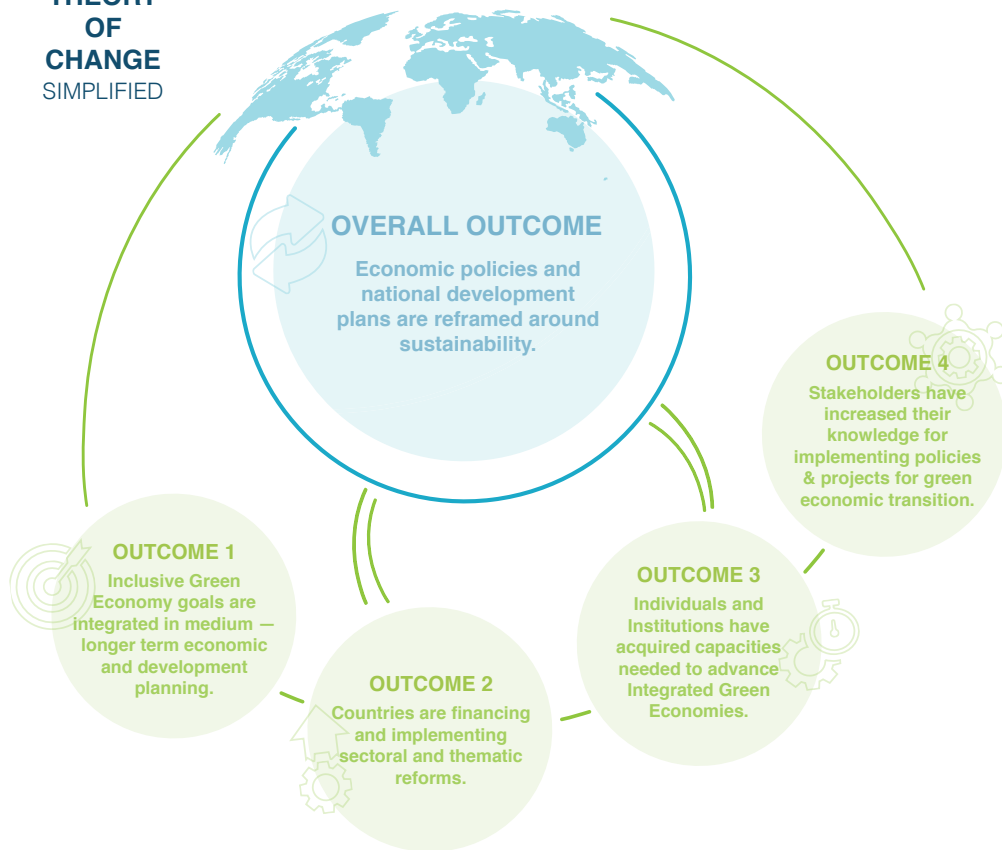 THEORY
OF
CHANGE
SIMPLIFIED
OVERALL OUTCOME
Economic policies and
national development
plans are reframed around
sustainability.
OUTCOME 4
Stakeholders have
increased their
knowledge for
implementing policies
& projects for green
economic transition.
OUTCOME 1
Inclusive Green
Economy goals are
integrated in medium —
longer term economic
and development
planning.
OUTCOME 3
Individuals and
Institutions have
acquired capacities
needed to advance
Integrated Green
Economies.
OUTCOME 2
Countries are financing
and implementing
sectoral and thematic
reforms.